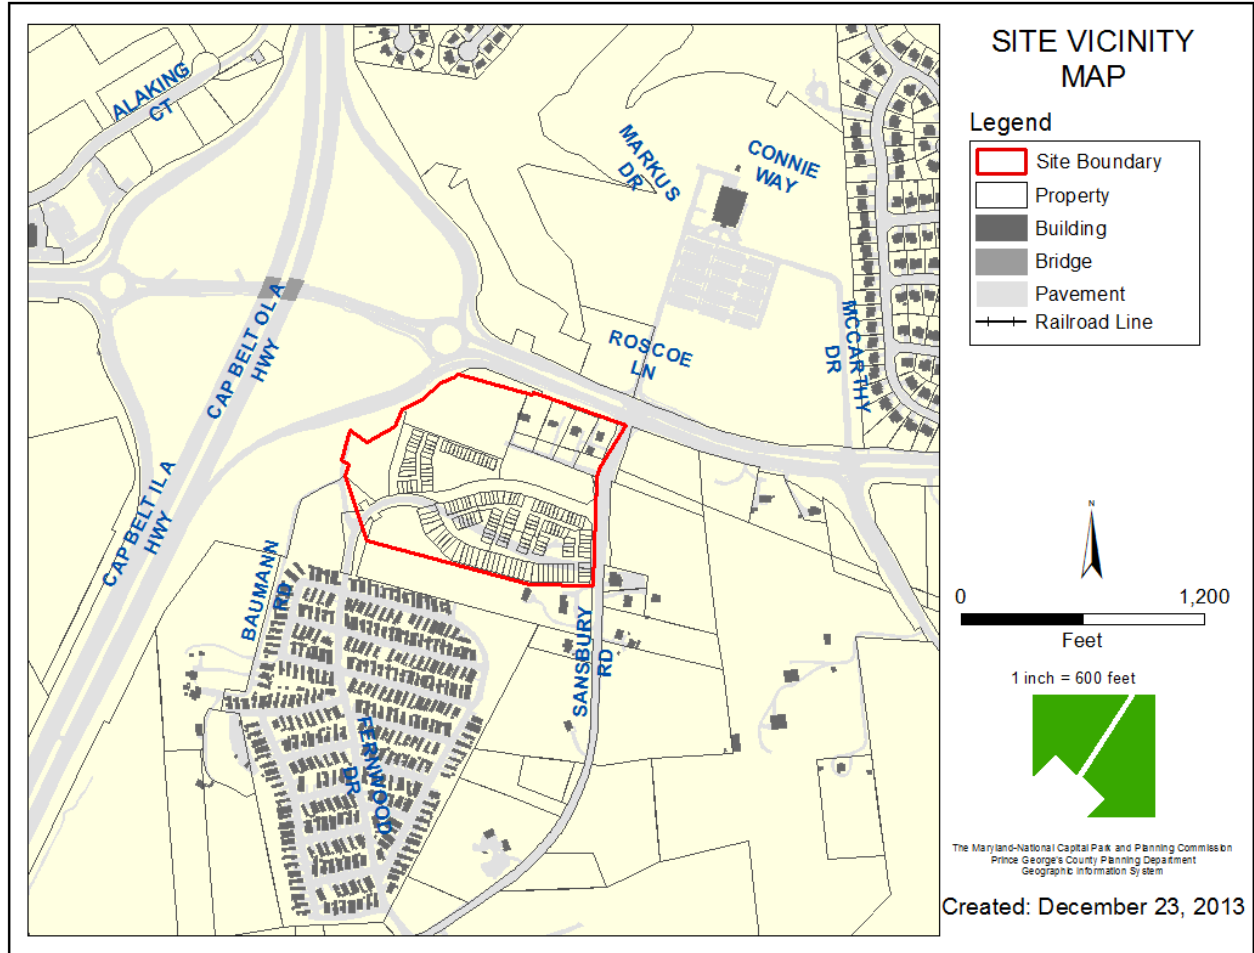 SITE VICINITY
MAP
Legend
Site Boundary
Property
Building
Bridge
Pavement
Railroad Line
ALAKING
CT
MARKUS
DR
CONNIE
WAY
CAP BELT OL A
HWY
ROSCOE
LN
MCCARTHY
DR
CAP BELT IL A
HWY
BAUMANN
RD
SANSBURY
RD
FERNWOOD
DR
N
0 1,200
Feet
1 inch = 600 feet
The Maryland-National Capital Park and Planning Commission
Prince George's County Planning Department
Geographic Information System
Created: December 23, 2013